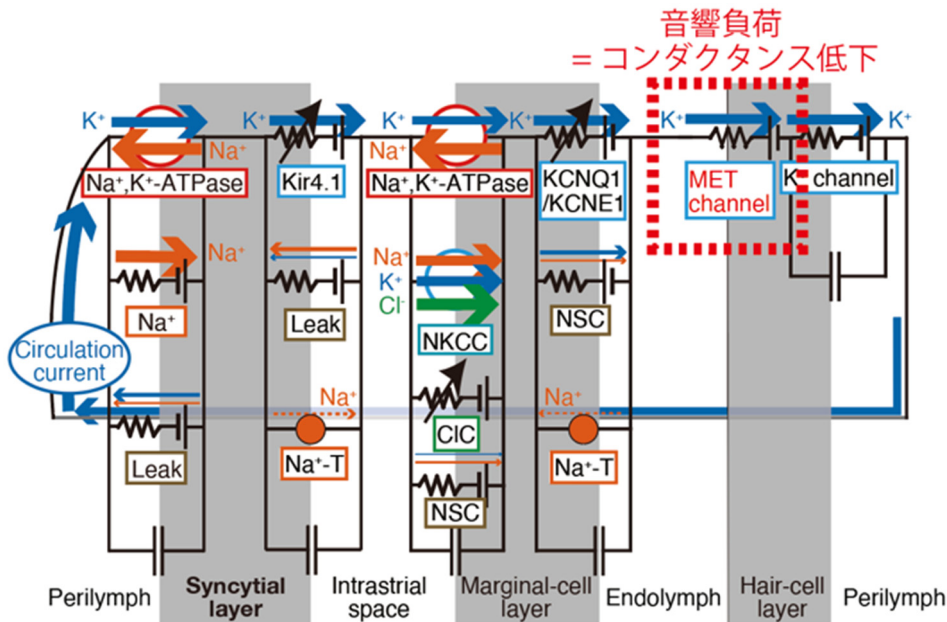 音響負荷
= コンダクタンス低下
K⁺
K⁺
K⁺
K⁺
K⁺
K⁺
K⁺
Na⁺
Na⁺
Na⁺,K⁺-ATPase
Kir4.1
Na⁺,K⁺-ATPase
KCNQ1
/KCNE1
MET
channel
K⁺ channel
Na⁺
Na⁺
K⁺
Cl⁻
Na⁺
Leak
NKCC
NSC
Circulation
current
Na⁺
Na⁺
Leak
Na⁺-T
ClC
Na⁺-T
NSC
Perilymph
Syncytial
layer
Intrastrial
space
Marginal-cell
layer
Endolymph
Hair-cell
layer
Perilymph